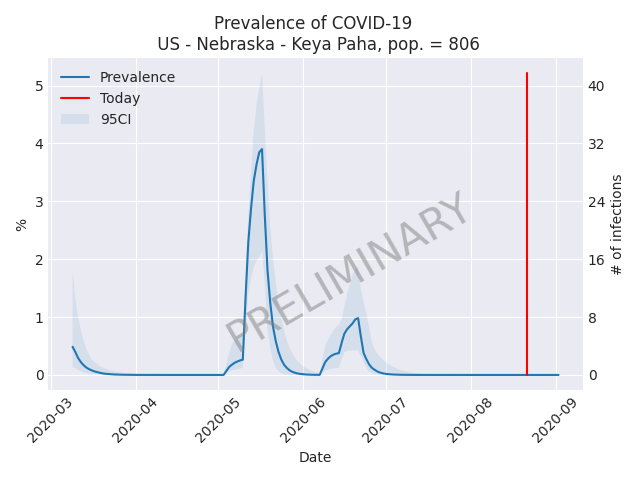 Prevalence of COVID-19
US - Nebraska - Keya Paha, pop. = 806
Prevalence
Today
95CI
5
4
3
2
1
0
%
40
32
24
16
8
0
# of infections
PRELIMINARY
2020-03
2020-04
2020-05
2020-06
2020-07
2020-08
2020-09
Date